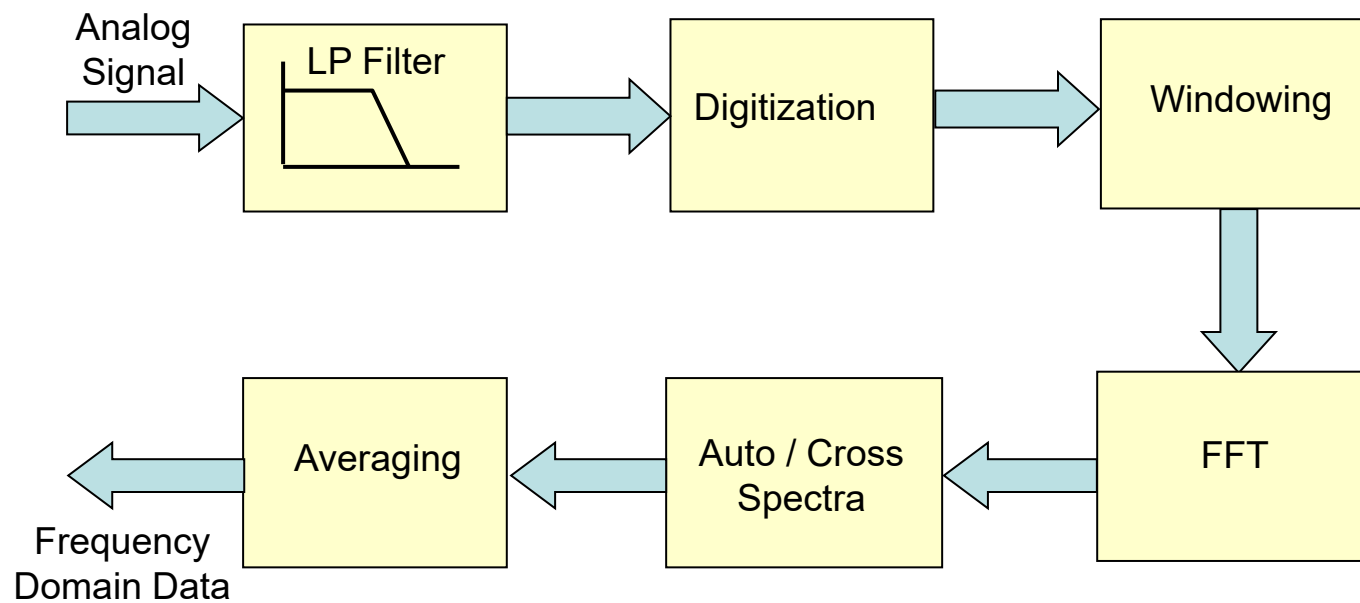 Analog
Signal
LP Filter
Digitization
Windowing
FFT
Auto / Cross
Spectra
Averaging
Frequency
Domain Data